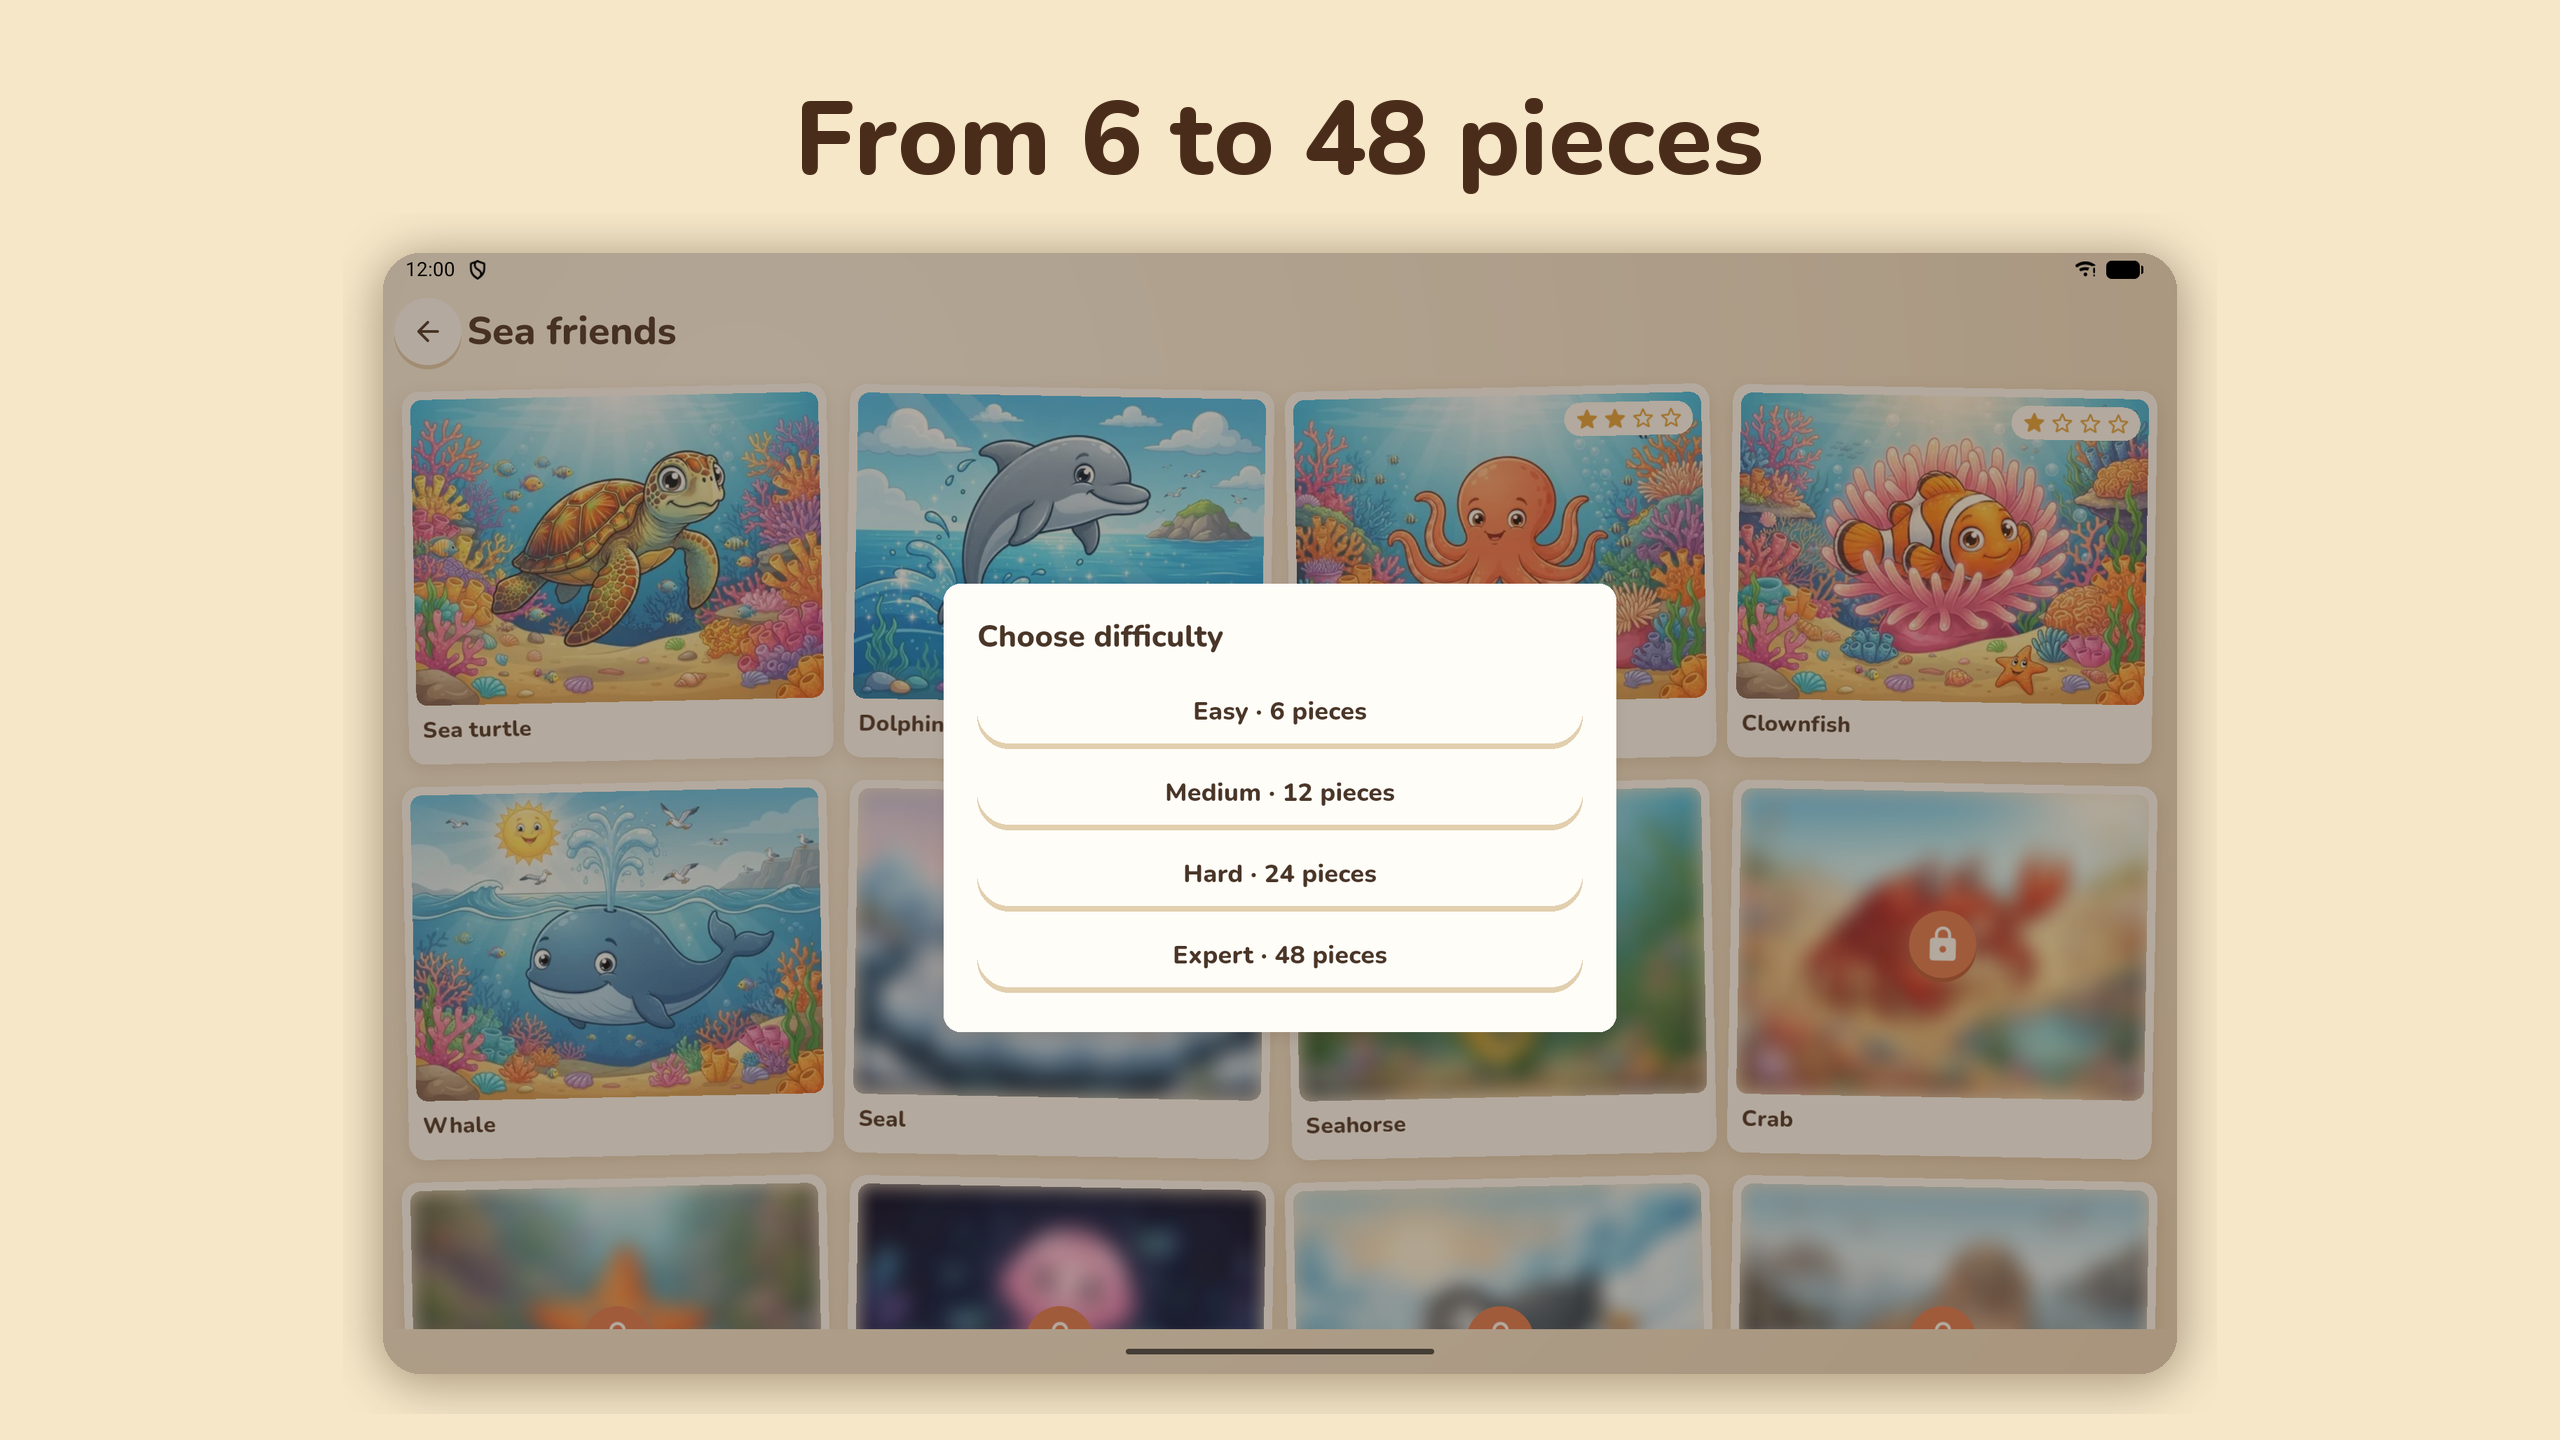 From 6 to 48 pieces
12:00
Sea friends
Sea turtle
Dolphin
Clownfish
Choose difficulty
Easy · 6 pieces
Medium · 12 pieces
Hard · 24 pieces
Expert · 48 pieces
Whale
Seal
Seahorse
Crab